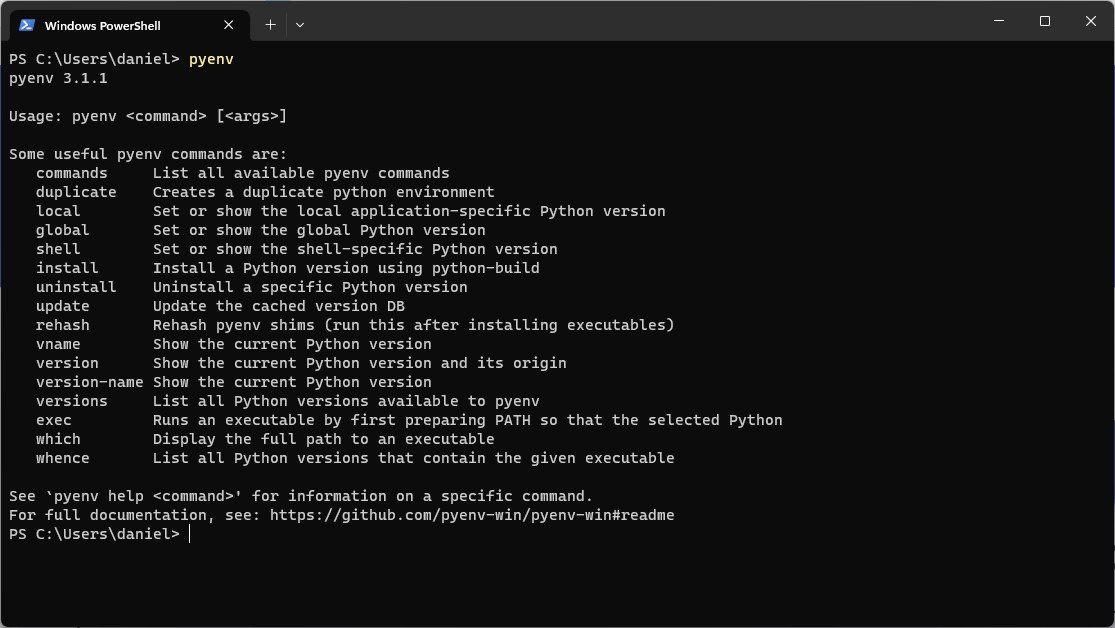 Windows PowerShell
PS C:\Users\daniel> pyenv
pyenv 3.1.1
Usage: pyenv <command> [<args>]
Some useful pyenv commands are:
commands     List all available pyenv commands
duplicate    Creates a duplicate python environment
local        Set or show the local application-specific Python version
global       Set or show the global Python version
shell        Set or show the shell-specific Python version
install      Install a Python version using python-build
uninstall    Uninstall a specific Python version
update       Update the cached version DB
rehash       Rehash pyenv shims (run this after installing executables)
vname        Show the current Python version
version      Show the current Python version and its origin
version-name Show the current Python version
versions     List all Python versions available to pyenv
exec         Runs an executable by first preparing PATH so that the selected Python
which        Display the full path to an executable
whence       List all Python versions that contain the given executable
See `pyenv help <command>' for information on a specific command.
For full documentation, see: https://github.com/pyenv-win/pyenv-win#readme
PS C:\Users\daniel>